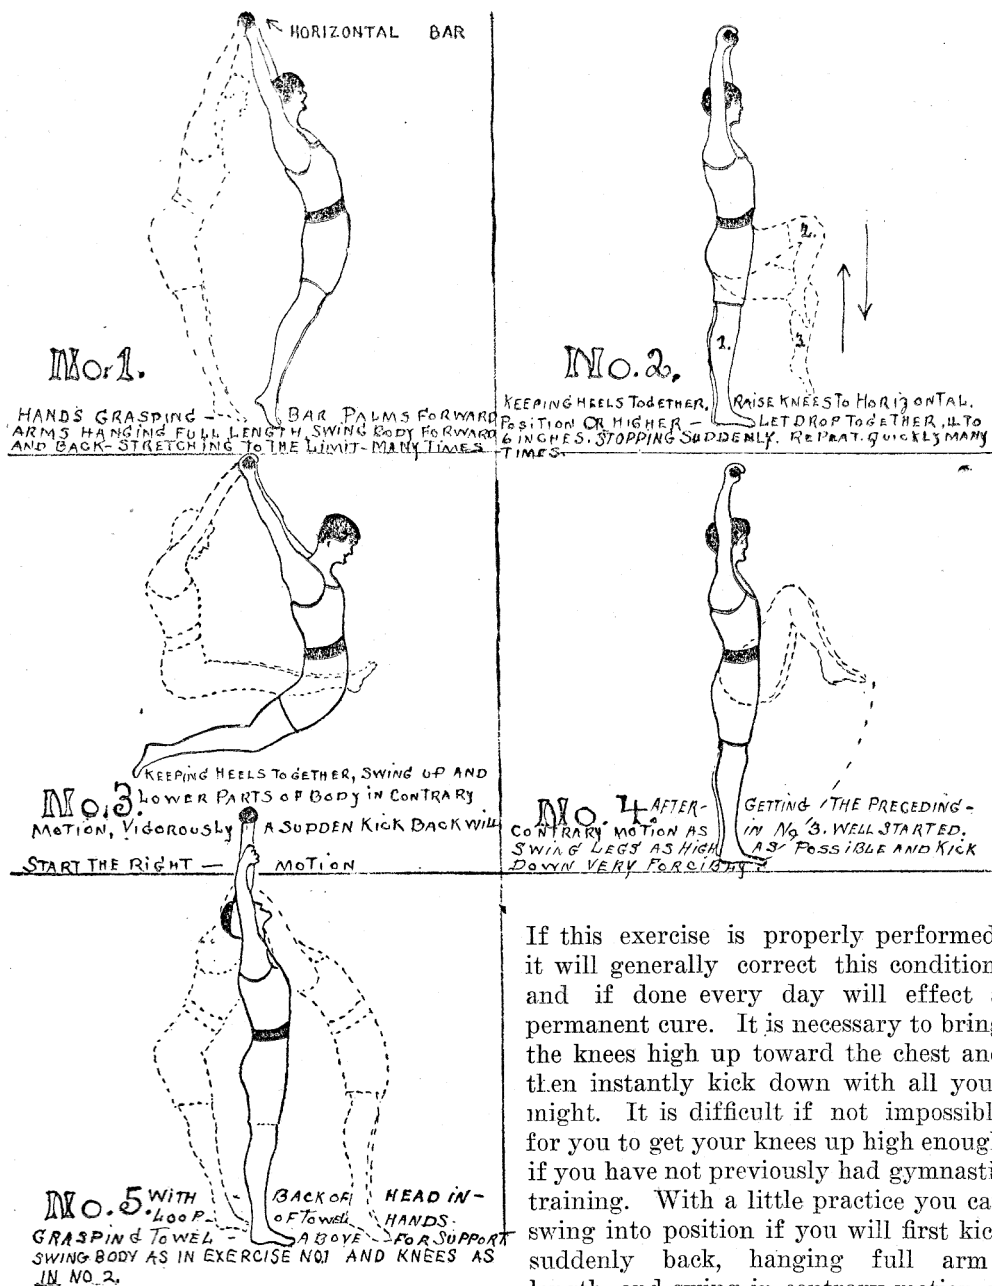 HORIZONTAL BAR
No. 1.
HANDS GRASPING — BAR PALMS FORWARD
ARMS HANGING FULL LENGTH, SWING BODY FORWARD
AND BACK - STRETCHING TO THE LIMIT - MANY TIMES
2.
1.
3.
No. 2.
KEEPING HEELS TOGETHER. RAISE KNEES TO HORIZONTAL.
POSITION OR HIGHER — LET DROP TOGETHER, 4 TO
6 INCHES. STOPPING SUDDENLY. REPEAT. QUICKLY MANY
TIMES.
KEEPING HEELS TOGETHER, SWING UP AND
No. 3. LOWER PARTS OF BODY IN CONTRARY
MOTION, VIGOROUSLY A SUDDEN KICK BACK WILL
START THE RIGHT — MOTION
No. 4. AFTER- GETTING THE PRECEDING-
CONTRARY MOTION AS IN No 3. WELL STARTED.
SWING LEGS AS HIGH AS POSSIBLE AND KICK
DOWN VERY FORCIBLY.
No. 5. WITH BACK OF HEAD IN-
LOOP- OF TOWEL HANDS.
GRASPING TOWEL - ABOVE - FOR SUPPORT
SWING BODY AS IN EXERCISE NO1 AND KNEES AS
IN NO 2.
If this exercise is properly performed
it will generally correct this condition
and if done every day will effect
permanent cure. It is necessary to bring
the knees high up toward the chest and
then instantly kick down with all you
might. It is difficult if not impossibl
for you to get your knees up high enough
if you have not previously had gymnasti
training. With a little practice you ca
swing into position if you will first kic
suddenly back, hanging full arm